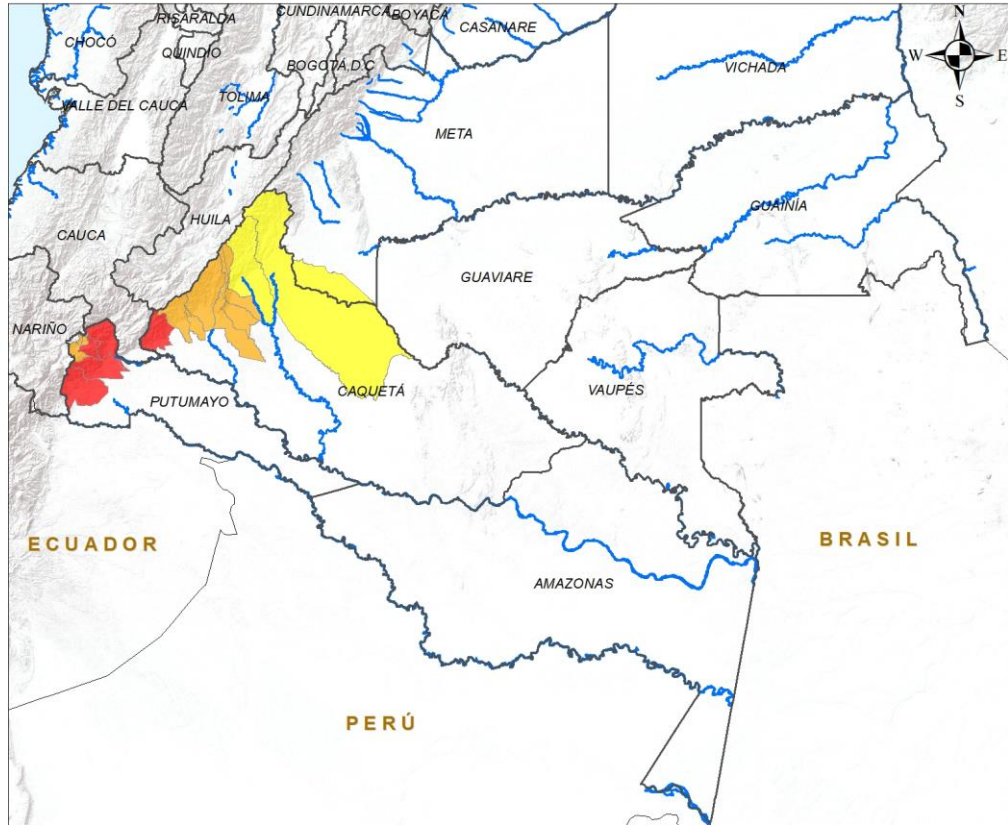 CUNDINAMARCA
BOYACÁ
RISARALDA
CASANARE
N
CHOCÓ
QUINDÍO
BOGOTÁ D.C
W
E
VICHADA
TOLIMA
VALLE DEL CAUCA
S
META
GUAINÍA
HUILA
CAUCA
GUAVIARE
NARIÑO
CAQUETÁ
VAUPÉS
PUTUMAYO
ECUADOR
BRASIL
AMAZONAS
PERÚ